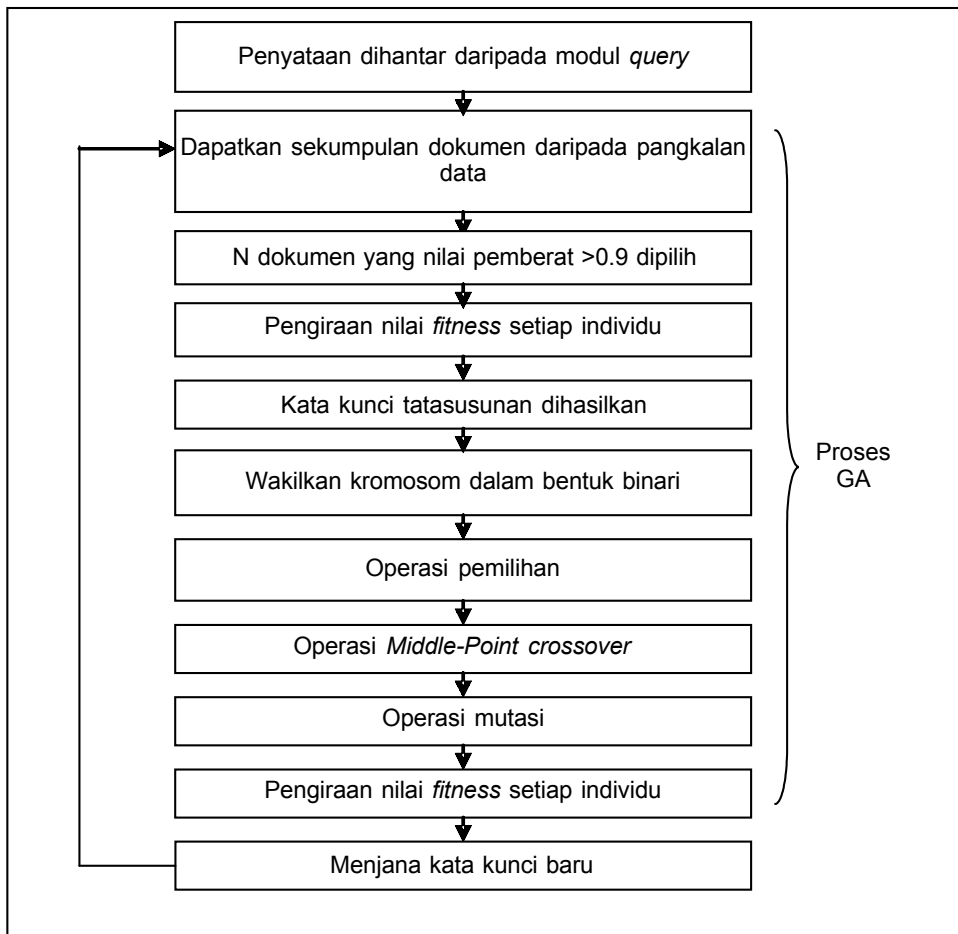 Penyataan dihantar daripada modul query
Dapatkan sekumpulan dokumen daripada pangkalan
data
N dokumen yang nilai pemberat >0.9 dipilih
Pengiraan nilai fitness setiap individu
Kata kunci tatasusunan dihasilkan
Wakilkan kromosom dalam bentuk binari
Proses
GA
Operasi pemilihan
Operasi Middle-Point crossover
Operasi mutasi
Pengiraan nilai fitness setiap individu
Menjana kata kunci baru